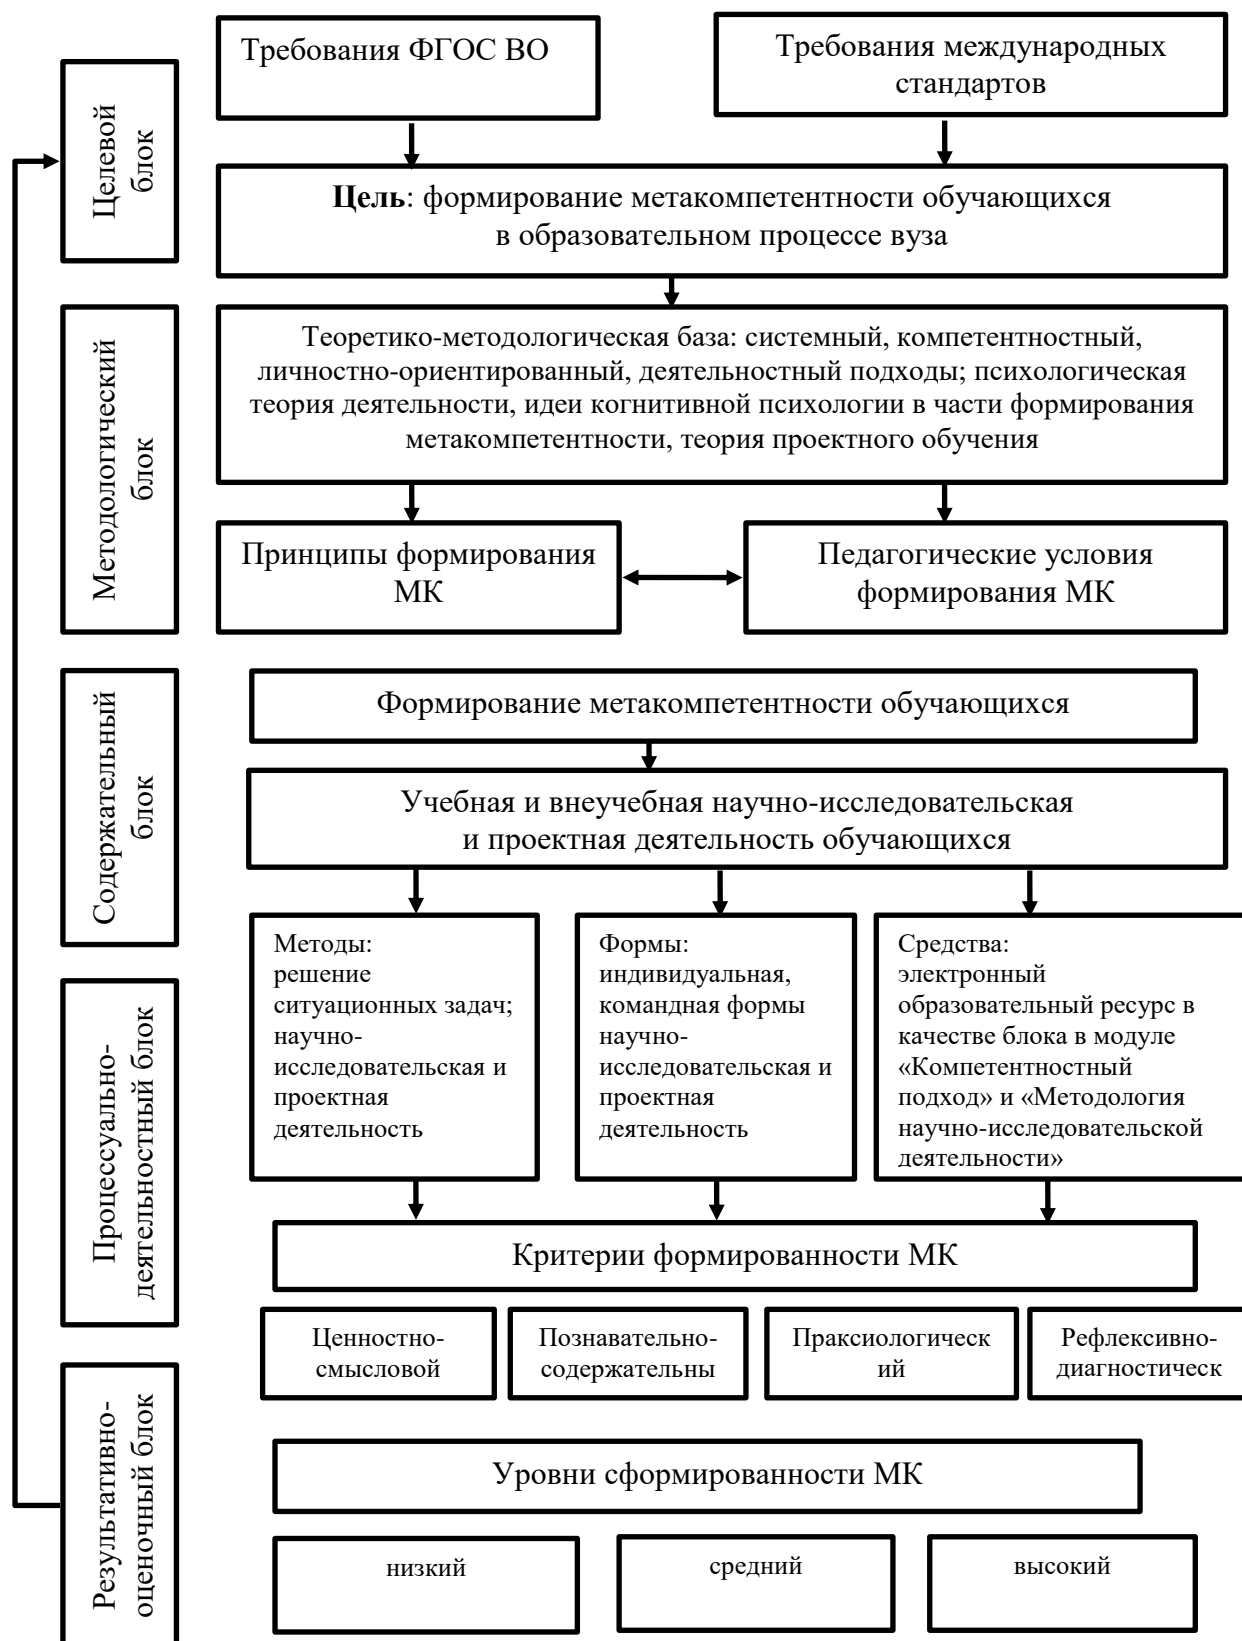 Требования ФГОС ВО
Требования международных
стандартов
Целевой
блок
Цель: формирование метакомпетентности обучающихся
в образовательном процессе вуза
Методологический
блок
Теоретико-методологическая база: системный, компетентностный,
личностно-ориентированный, деятельностный подходы; психологическая
теория деятельности, идеи когнитивной психологии в части формирования
метакомпетентности, теория проектного обучения
Принципы формирования
МК
Педагогические условия
формирования МК
Содержательный
блок
Формирование метакомпетентности обучающихся
Учебная и внеучебная научно-исследовательская
и проектная деятельность обучающихся
Процессуально-
деятельностный блок
Методы:
решение
ситуационных задач;
научно-
исследовательская и
проектная
деятельность
Формы:
индивидуальная,
командная формы
научно-
исследовательская и
проектная
деятельность
Средства:
электронный
образовательный ресурс в
качестве блока в модуле
«Компетентностный
подход» и «Методология
научно-исследовательской
деятельности»
Критерии формированности МК
Ценностно-
смысловой
Познавательно-
содержательны
Праксиологическ
ий
Рефлексивно-
диагностическ
Результативно-
оценочный блок
Уровни сформированности МК
низкий
средний
высокий